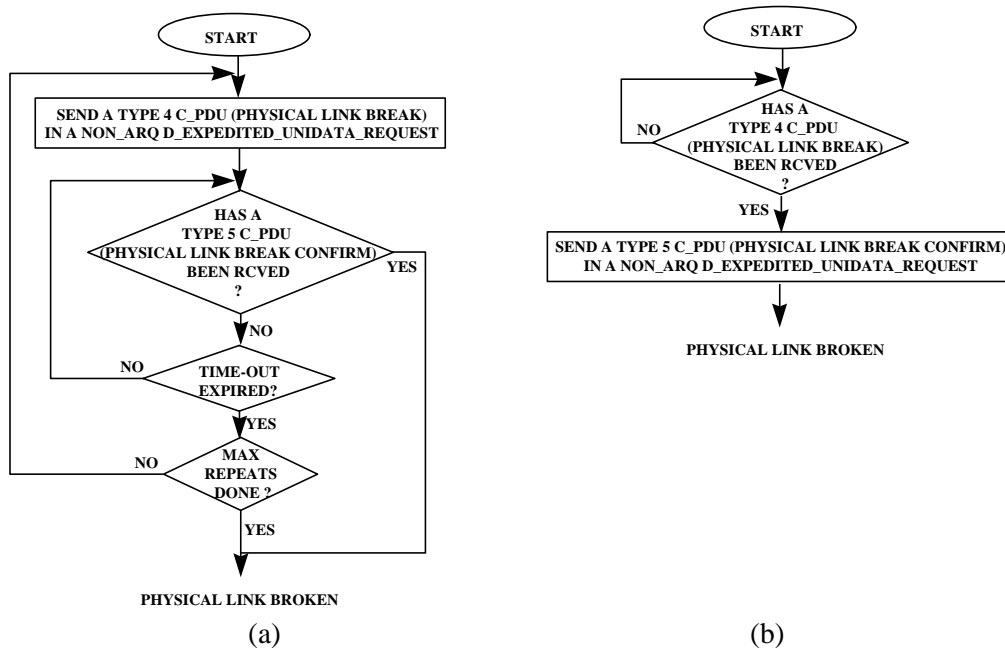 START
SEND A TYPE 4 C_PDU (PHYSICAL LINK BREAK)
IN A NON_ARQ D_EXPEDITED_UNIDATA_REQUEST
HAS A
TYPE 5 C_PDU
(PHYSICAL LINK BREAK CONFIRM)
BEEN RCVED
?
YES
NO
NO
TIME-OUT
EXPIRED?
YES
NO
MAX
REPEATS
DONE ?
YES
PHYSICAL LINK BROKEN
(a)
START
HAS A
TYPE 4 C_PDU
(PHYSICAL LINK BREAK)
BEEN RCVED
?
NO
YES
SEND A TYPE 5 C_PDU (PHYSICAL LINK BREAK CONFIRM)
IN A NON_ARQ D_EXPEDITED_UNIDATA_REQUEST
PHYSICAL LINK BROKEN
(b)